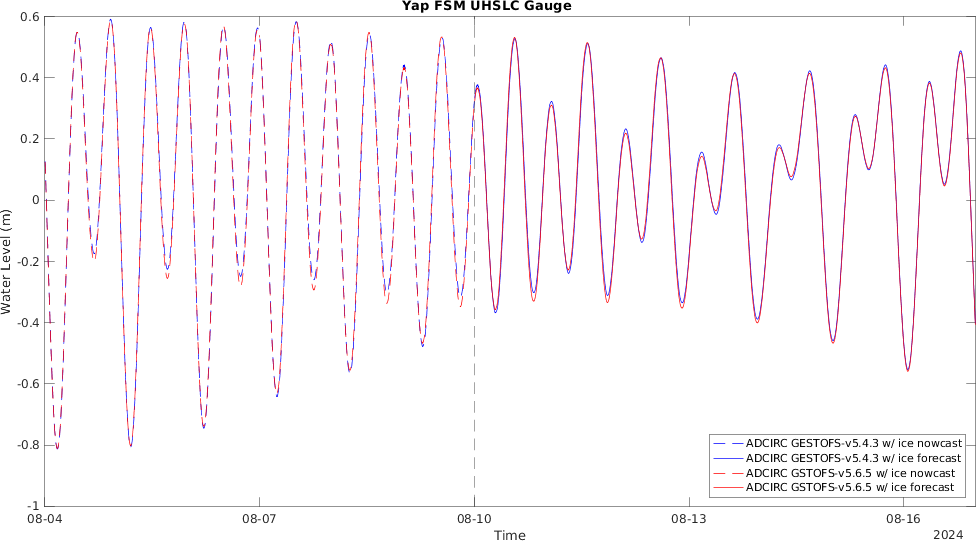 Yap FSM UHSLC Gauge
0.6
0.4
0.2
0
-0.2
-0.4
-0.6
-0.8
-1
Water Level (m)
ADCIRC GESTOFS-v5.4.3 w/ ice nowcast
ADCIRC GESTOFS-v5.4.3 w/ ice forecast
ADCIRC GSTOFS-v5.6.5 w/ ice nowcast
ADCIRC GSTOFS-v5.6.5 w/ ice forecast
08-04 08-07 08-10 08-13 08-16
Time
2024